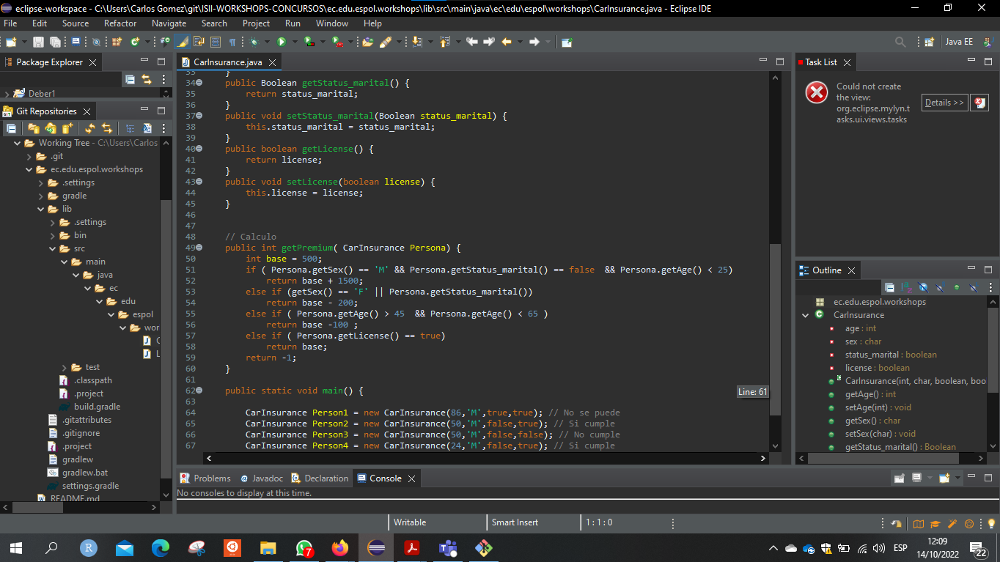 eclipse-workspace - C:\Users\Carlos Gomez\git\ISII-WORKSHOPS-CONCURSOS\ec.edu.espol.workshops\lib\src\main\java\ec\edu\espol\workshops\CarInsurance.java - Eclipse IDE
File Edit Source Refactor Navigate Search Project Run Window Help
Java EE
Package Explorer
Deber1
Git Repositories
Working Tree - C:\Users\Carlos
.git
ec.edu.espol.workshops
.settings
gradle
lib
.settings
bin
src
main
java
ec
edu
espol
wor
C
L
test
.classpath
.project
build.gradle
.gitattributes
.gitignore
.project
gradlew
gradlew.bat
settings.gradle
README.md
CarInsurance.java
33 }
34 public Boolean getStatus_marital() {
35 return status_marital;
36 }
37 public void setStatus_marital(Boolean status_marital) {
38 this.status_marital = status_marital;
39 }
40 public boolean getLicense() {
41 return license;
42 }
43 public void setLicense(boolean license) {
44 this.license = license;
45 }
46
47
48 // Calculo
49 public int getPremium( CarInsurance Persona) {
50 int base = 500;
51 if ( Persona.getSex() == 'M' && Persona.getStatus_marital() == false  && Persona.getAge() < 25)
52 return base + 1500;
53 else if (getSex() == 'F' || Persona.getStatus_marital())
54 return base - 200;
55 else if ( Persona.getAge() > 45  && Persona.getAge() < 65 )
56 return base -100 ;
57 else if ( Persona.getLicense() == true)
58 return base;
59 return -1;
60 }
61
62 public static void main() {
63
64 CarInsurance Person1 = new CarInsurance(86,'M',true,true); // No se puede
65 CarInsurance Person2 = new CarInsurance(50,'M',false,true); // Si cumple
66 CarInsurance Person3 = new CarInsurance(50,'M',false,false); // No cumple
67 CarInsurance Person4 = new CarInsurance(24,'M',false,true); // Si cumple
Line: 61
Task List
Could not create
the view:
org.eclipse.mylyn.t
asks.ui.views.tasks
Details >>
Outline
ec.edu.espol.workshops
CarInsurance
age : int
sex : char
status_marital : boolean
license : boolean
CarInsurance(int, char, boolean, boo
getAge() : int
setAge(int) : void
getSex() : char
setSex(char) : void
getStatus_marital() : Boolean
Problems Javadoc Declaration Console
No consoles to display at this time.
Writable Smart Insert 1 : 1 : 0
7
ESP
12:09
14/10/2022
22